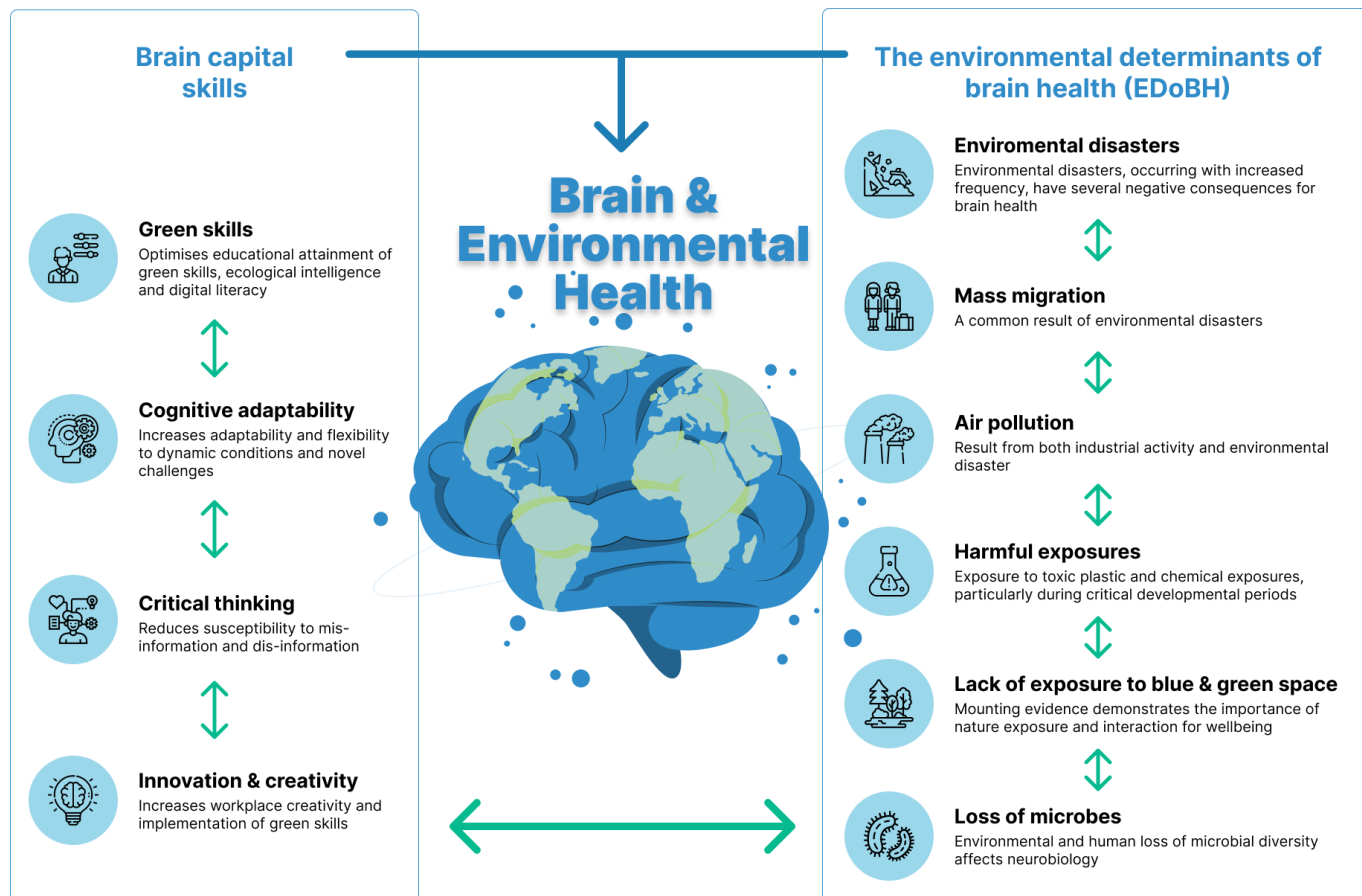 Brain capital
skills
Green skills
Optimises educational attainment of
green skills, ecological intelligence
and digital literacy
Cognitive adaptability
Increases adaptability and flexibility
to dynamic conditions and novel
challenges
Critical thinking
Reduces susceptibility to mis-
information and dis-information
Innovation & creativity
Increases workplace creativity and
implementation of green skills
Brain &
Environmental
Health
The environmental determinants of
brain health (EDoBH)
Enviromental disasters
Environmental disasters, occurring with increased
frequency, have several negative consequences for
brain health
Mass migration
A common result of environmental disasters
Air pollution
Result from both industrial activity and environmental
disaster
Harmful exposures
Exposure to toxic plastic and chemical exposures,
particularly during critical developmental periods
Lack of exposure to blue & green space
Mounting evidence demonstrates the importance of
nature exposure and interaction for wellbeing
Loss of microbes
Environmental and human loss of microbial diversity
affects neurobiology